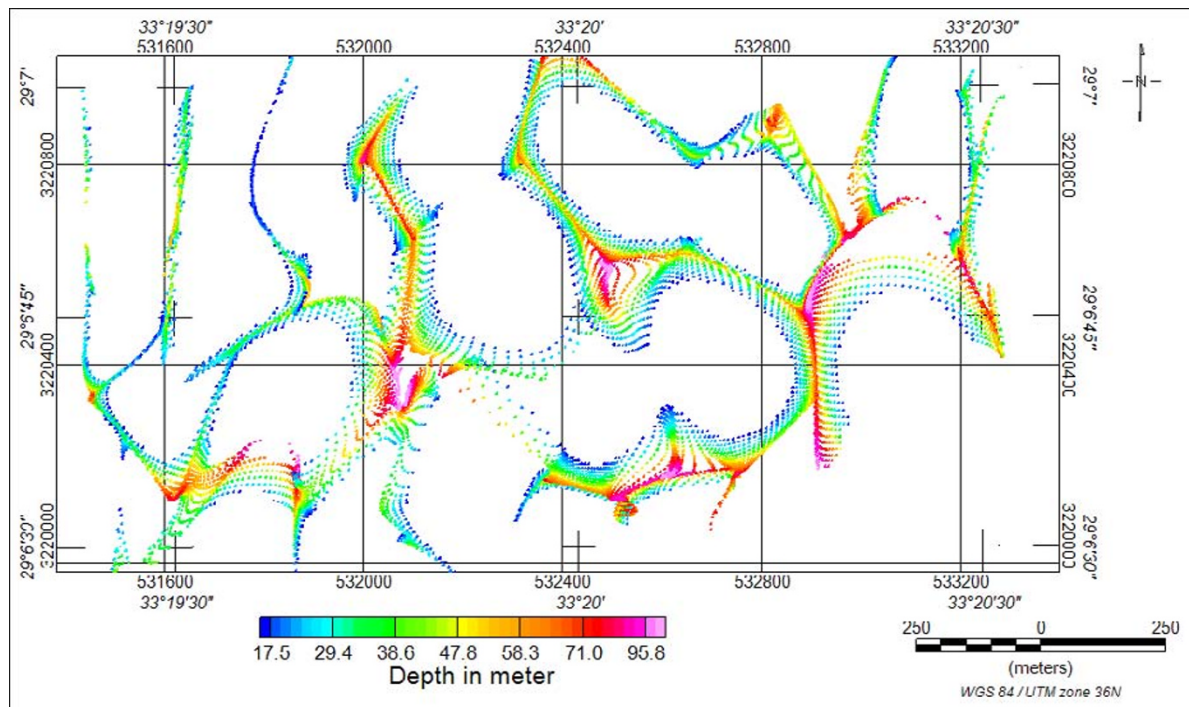 33°19'30" 33°20' 33°20'30"
531600 532000 532400 532800 533200
29°7' 29°7'
N
3220800 3220800
29°5'45" 29°6'45"
3220400 3220400
29°6'30" 3220000 3220000 29°6'30"
531600 532000 532400 532800 533200
33°19'30" 33°20' 33°20'30"
17.5 29.4 38.6 47.8 58.3 71.0 95.8
Depth in meter
250 0 250
(meters)
WGS 84 / UTM zone 36N